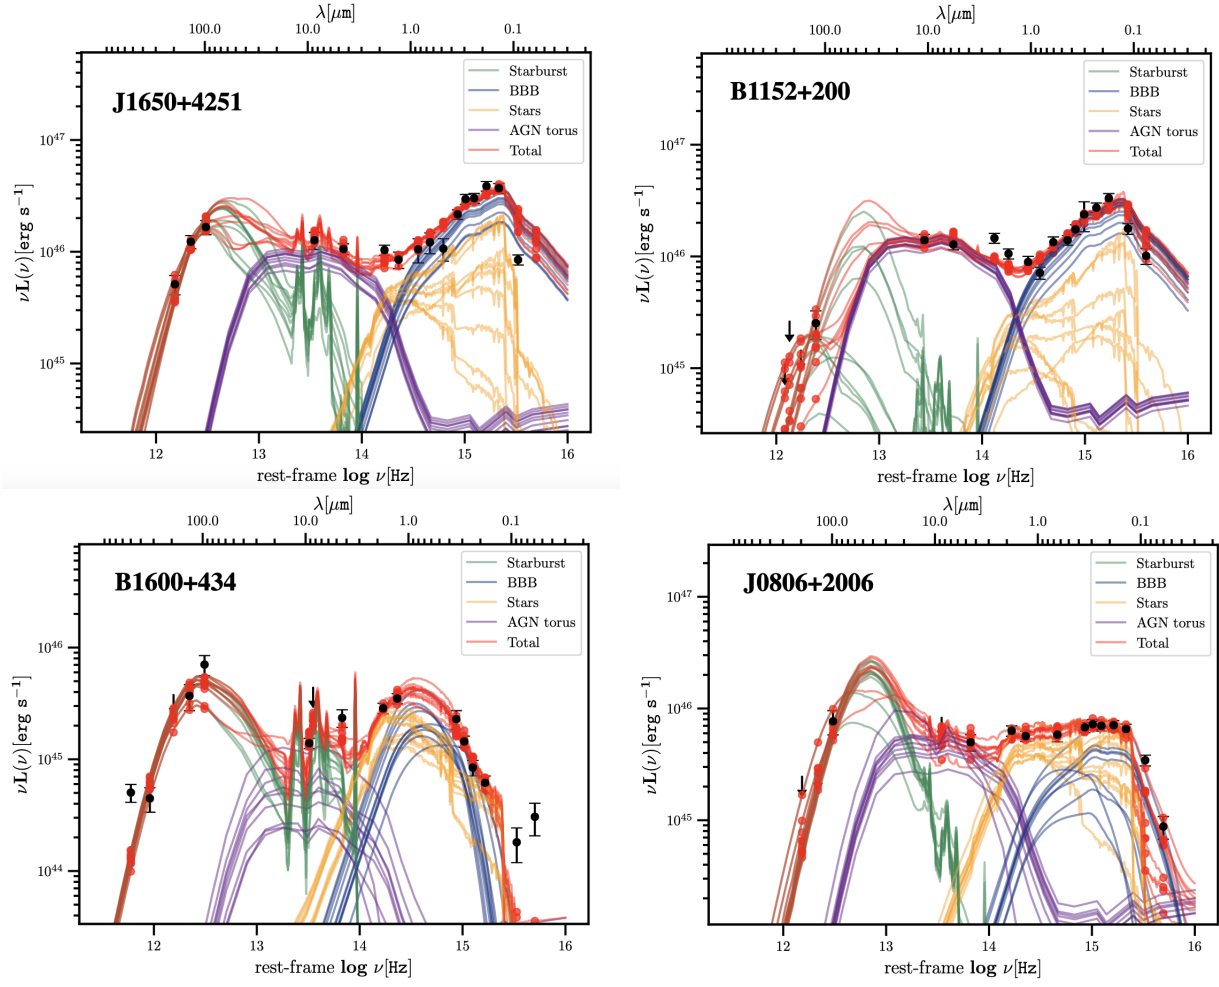 λ[μm]
100.0 10.0 1.0 0.1
J1650+4251
Starburst
BBB
Stars
AGN torus
Total
10^47
10^46
10^45
νL(ν)[erg s^−1]
12 13 14 15 16
rest-frame log ν[Hz]
λ[μm]
100.0 10.0 1.0 0.1
B1152+200
Starburst
BBB
Stars
AGN torus
Total
10^47
10^46
10^45
νL(ν)[erg s^−1]
12 13 14 15 16
rest-frame log ν[Hz]
λ[μm]
100.0 10.0 1.0 0.1
B1600+434
Starburst
BBB
Stars
AGN torus
Total
10^46
10^45
10^44
νL(ν)[erg s^−1]
12 13 14 15 16
rest-frame log ν[Hz]
λ[μm]
100.0 10.0 1.0 0.1
J0806+2006
Starburst
BBB
Stars
AGN torus
Total
10^47
10^46
10^45
νL(ν)[erg s^−1]
12 13 14 15 16
rest-frame log ν[Hz]